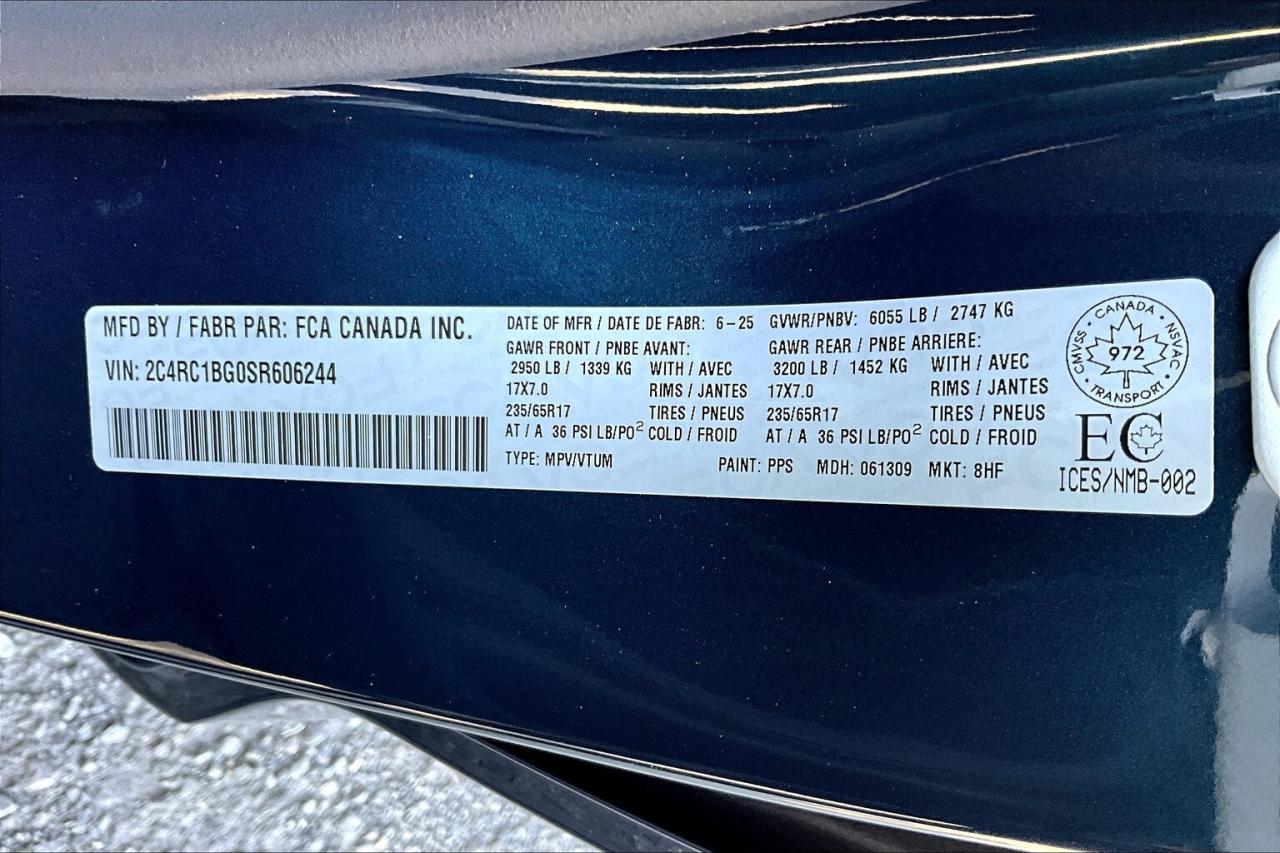 MFD BY / FABR PAR: FCA CANADA INC.
VIN: 2C4RC1BG0SR606244
DATE OF MFR / DATE DE FABR: 6-25 GVWR/PNBV: 6055 LB / 2747 KG
GAWR FRONT / PNBE AVANT: GAWR REAR / PNBE ARRIERE:
2950 LB / 1339 KG WITH / AVEC 3200 LB / 1452 KG WITH / AVEC
17X7.0 RIMS / JANTES 17X7.0 RIMS / JANTES
235/65R17 TIRES / PNEUS 235/65R17 TIRES / PNEUS
AT / A 36 PSI LB/PO² COLD / FROID AT / A 36 PSI LB/PO² COLD / FROID
TYPE: MPV/VTUM PAINT: PPS MDH: 061309 MKT: 8HF
CMVSS • CANADA • NSVAC
972
• TRANSPORT •
EC
ICES/NMB-002